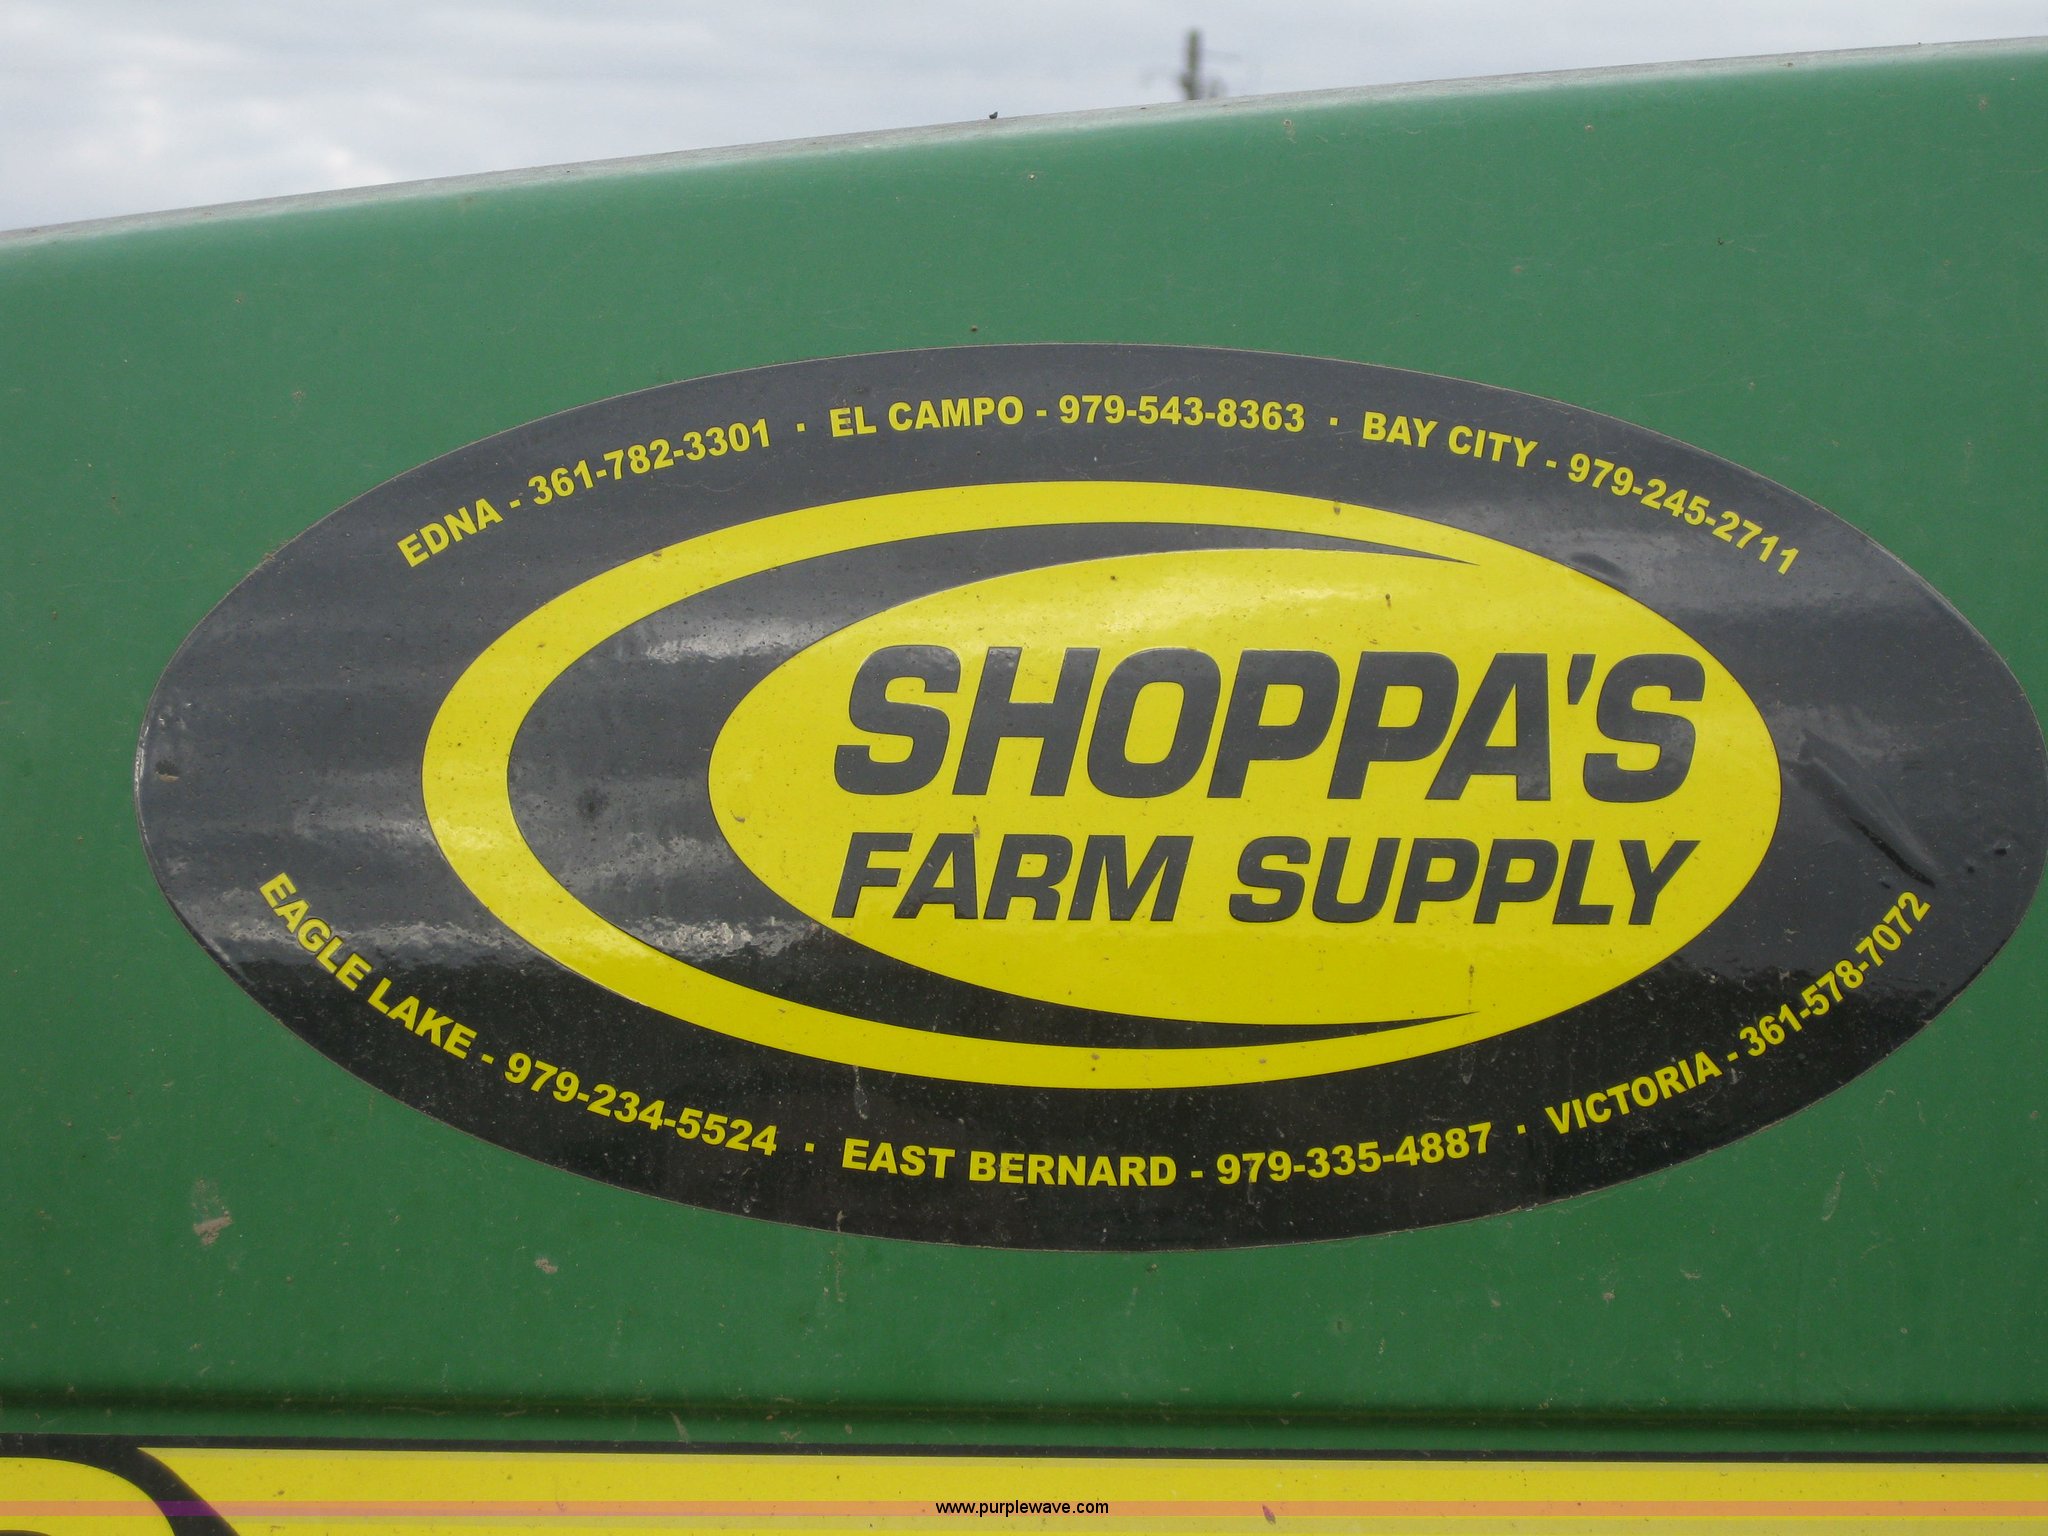 EDNA - 361-782-3301 · EL CAMPO - 979-543-8363 · BAY CITY - 979-245-2711
SHOPPA'S
FARM SUPPLY
EAGLE LAKE - 979-234-5524 · EAST BERNARD - 979-335-4887 · VICTORIA - 361-578-7072
www.purplewave.com